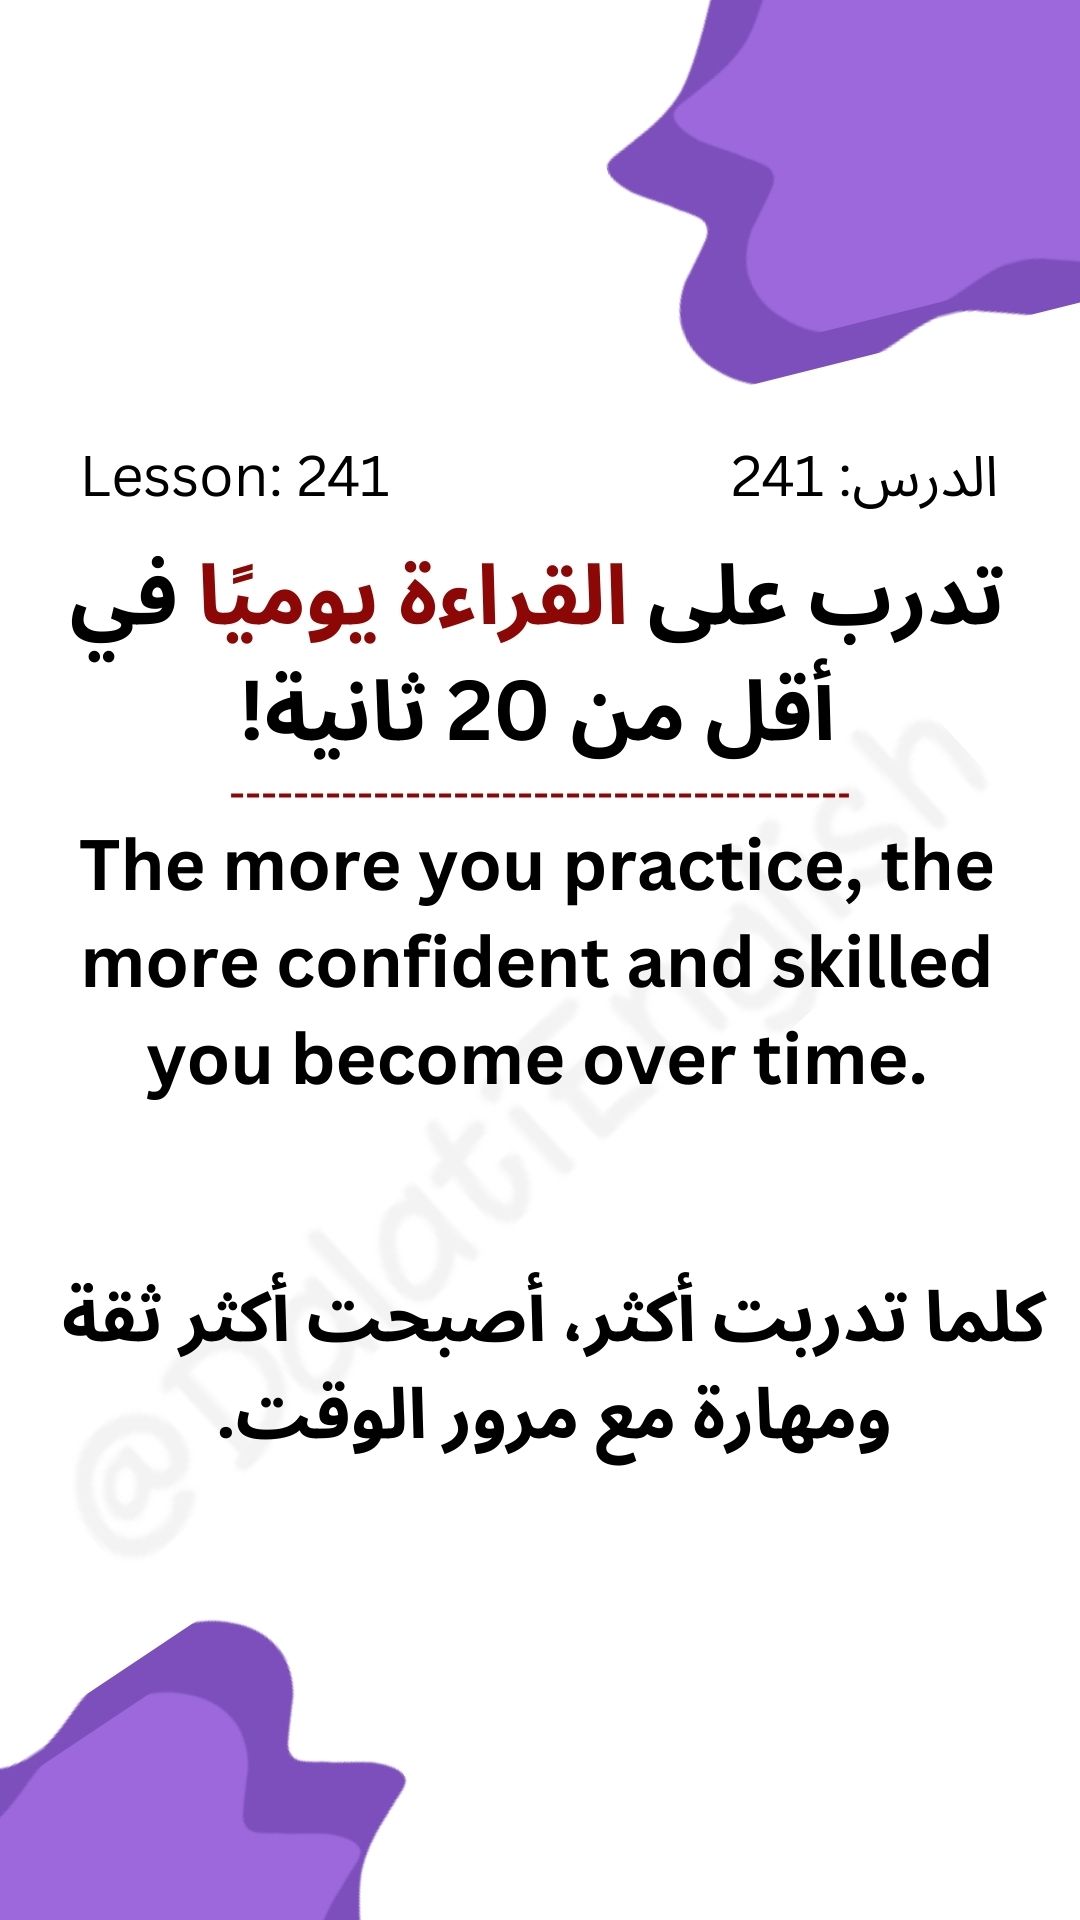 Lesson: 241
الدرس: 241
تدرب على القراءة يوميًا في
أقل من 20 ثانية!
---------------------------------------
The more you practice, the
more confident and skilled
you become over time.
كلما تدربت أكثر، أصبحت أكثر ثقة
ومهارة مع مرور الوقت.
@DalatiEnglish